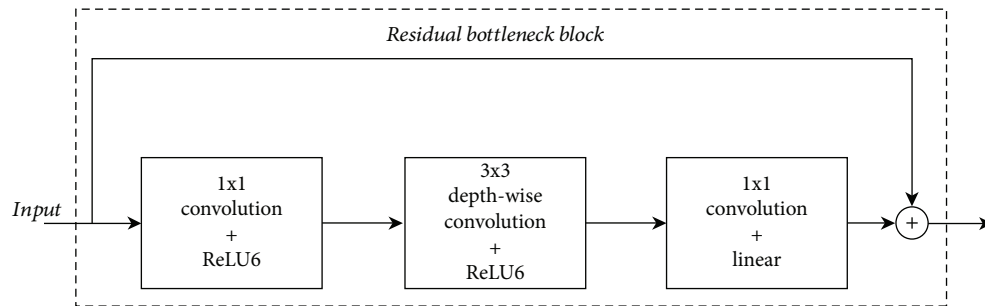 Residual bottleneck block
Input
1x1
convolution
+
ReLU6
3x3
depth-wise
convolution
+
ReLU6
1x1
convolution
+
linear
+